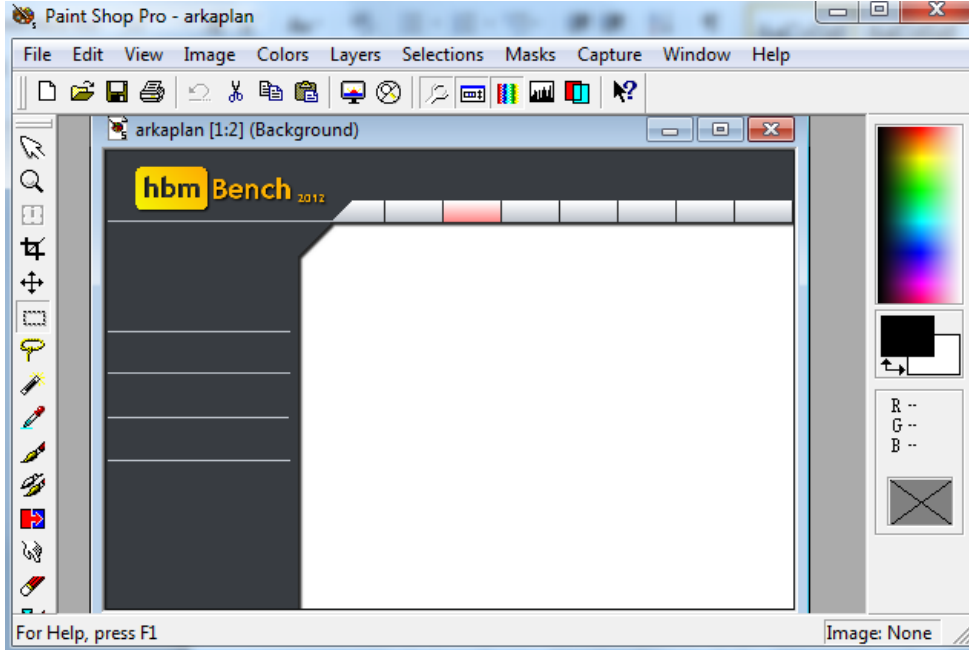 Paint Shop Pro - arkaplan
File Edit View Image Colors Layers Selections Masks Capture Window Help
arkaplan [1:2] (Background)
hbm Bench 2012
R --
G --
B --
For Help, press F1
Image: None